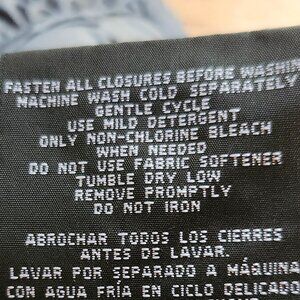 FASTEN ALL CLOSURES BEFORE WASHIN
MACHINE WASH COLD SEPARATELY
GENTLE CYCLE
USE MILD DETERGENT
ONLY NON-CHLORINE BLEACH
WHEN NEEDED
DO NOT USE FABRIC SOFTENER
TUMBLE DRY LOW
REMOVE PROMPTLY
DO NOT IRON
ABROCHAR TODOS LOS CIERRES
ANTES DE LAVAR.
LAVAR POR SEPARADO A MÁQUINA
CON AGUA FRÍA EN CICLO DELICADO